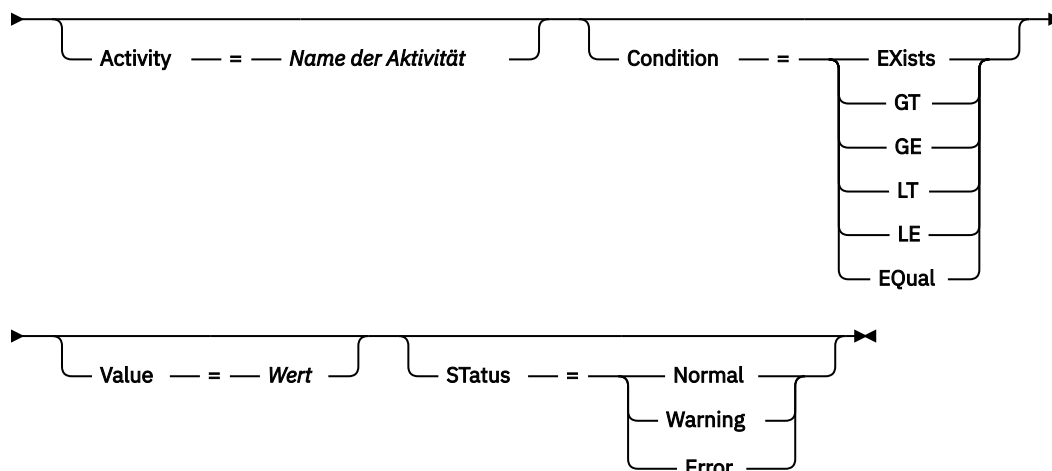 Activity = Name der Aktivität Condition = EXists
GT
GE
LT
LE
EQual
Value = Wert STatus = Normal
Warning
Error